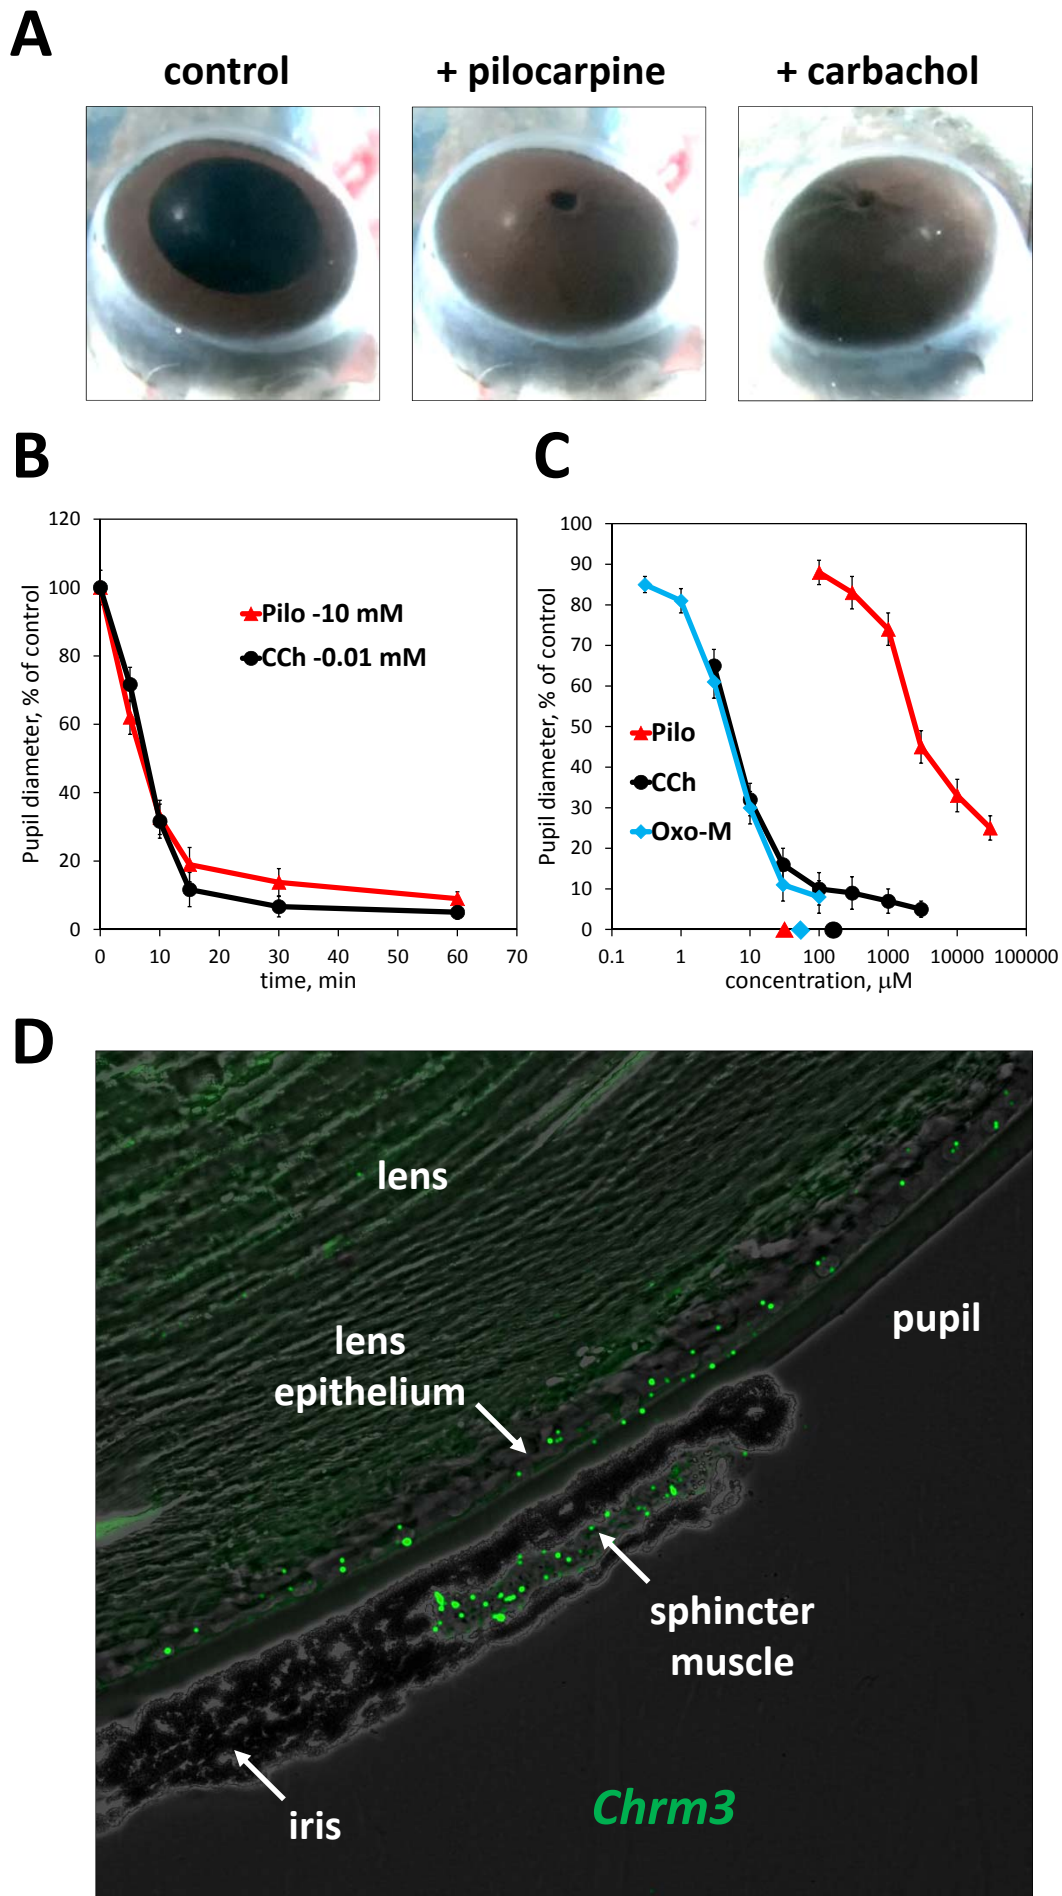 A
control
+ pilocarpine
+ carbachol
B
120
100
80
60
40
20
0
Pupil diameter, % of control
Pilo -10 mM
CCh -0.01 mM
0 10 20 30 40 50 60 70
time, min
C
100
90
80
70
60
50
40
30
20
10
0
Pupil diameter, % of control
Pilo
CCh
Oxo-M
0.1 1 10 100 1000 10000 100000
concentration, μM
D
lens
pupil
lens
epithelium
sphincter
muscle
iris
Chrm3